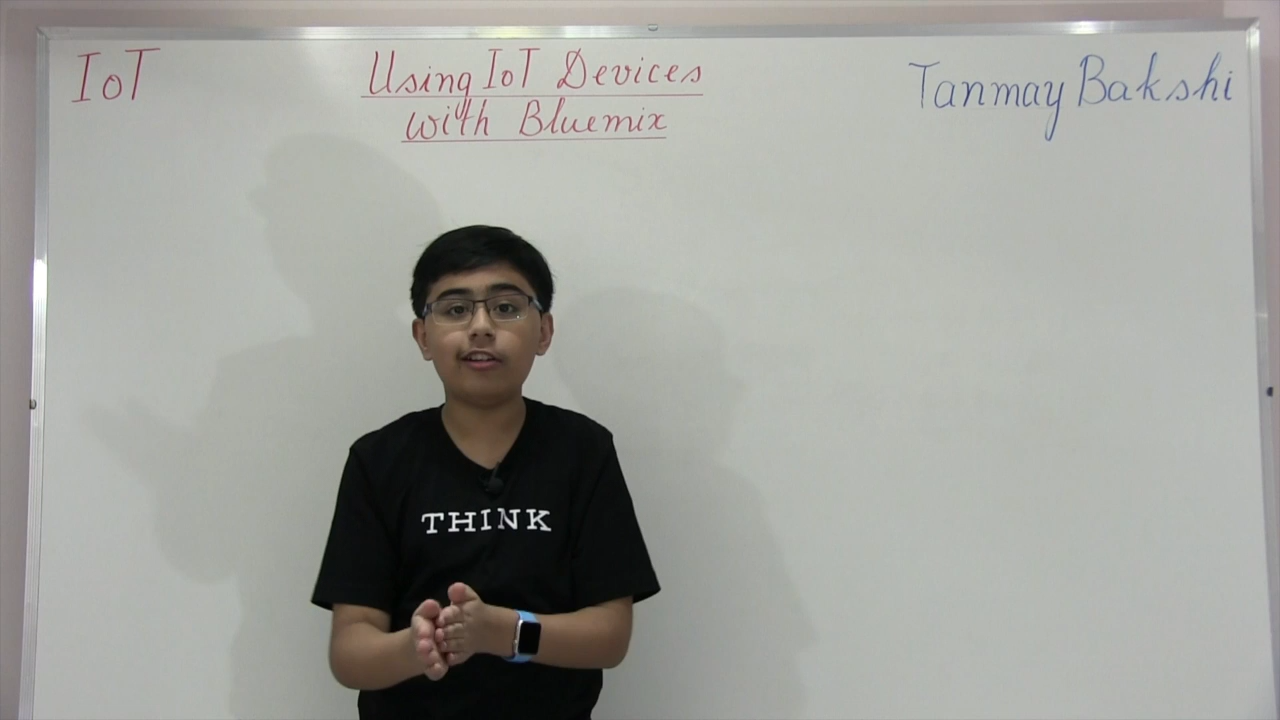 IoT
Using IoT Devices
with Bluemix
Tanmay Bakshi
THINK